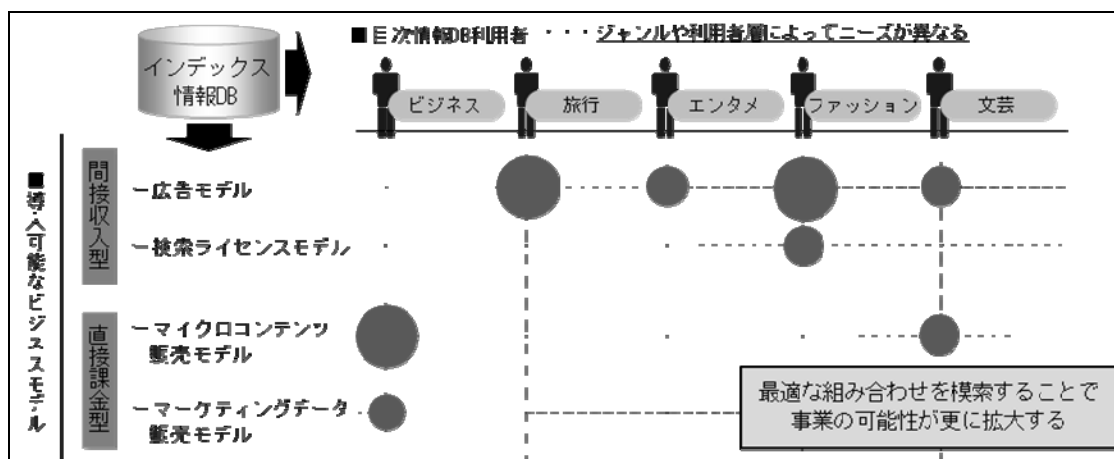 インデックス
情報DB
■目次情報DB利用者 ・・・ジャンルや利用者層によってニーズが異なる
ビジネス
旅行
エンタメ
ファッション
文芸
■導入可能なビジネスモデル
間接収入型
ー広告モデル
ー検索ライセンスモデル
直接課金型
ーマイクロコンテンツ
販売モデル
ーマーケティングデータ
販売モデル
最適な組み合わせを模索することで
事業の可能性が更に拡大する